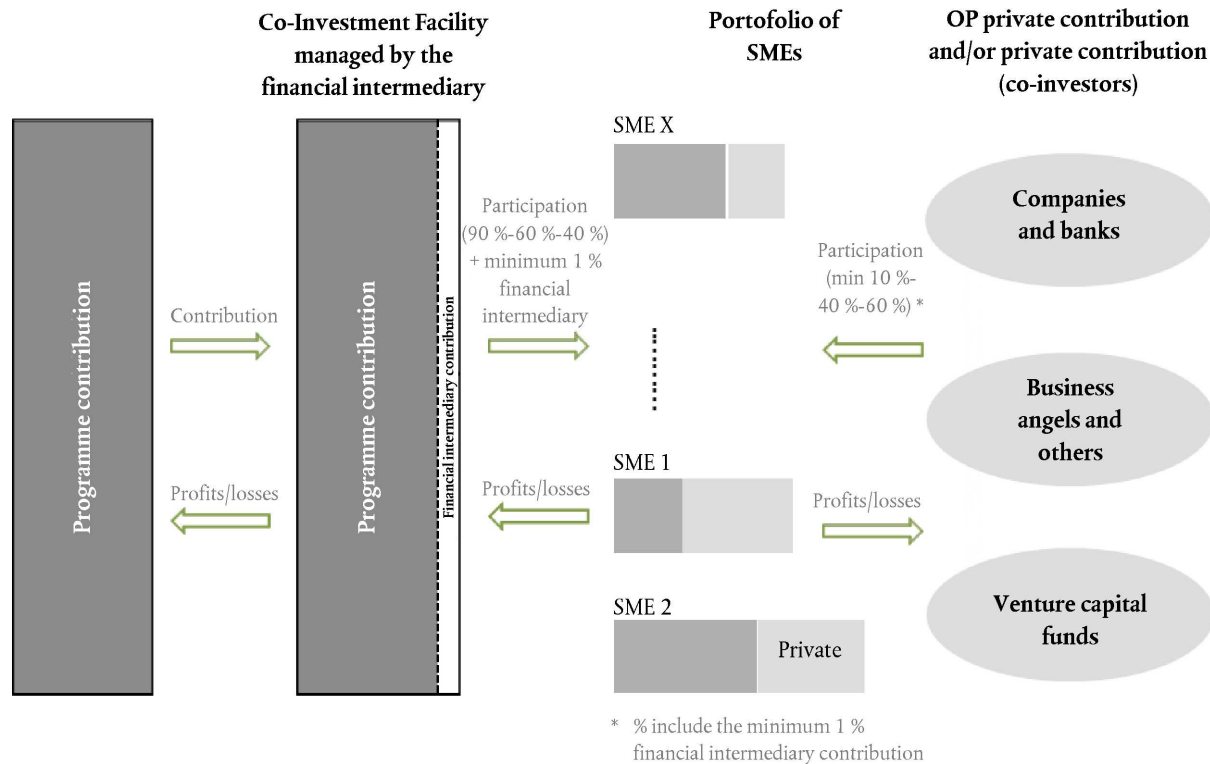 Co-Investment Facility
managed by the
financial intermediary
Portofolio of
SMEs
OP private contribution
and/or private contribution
(co-investors)
Programme contribution
Contribution
Profits/losses
Programme contribution
Financial intermediary contribution
Participation
(90 %-60 %-40 %)
+ minimum 1 %
financial
intermediary
Profits/losses
SME X
SME 1
SME 2
Private
* % include the minimum 1 %
financial intermediary contribution
Participation
(min 10 %-
40 %-60 %) *
Profits/losses
Companies
and banks
Business
angels and
others
Venture capital
funds